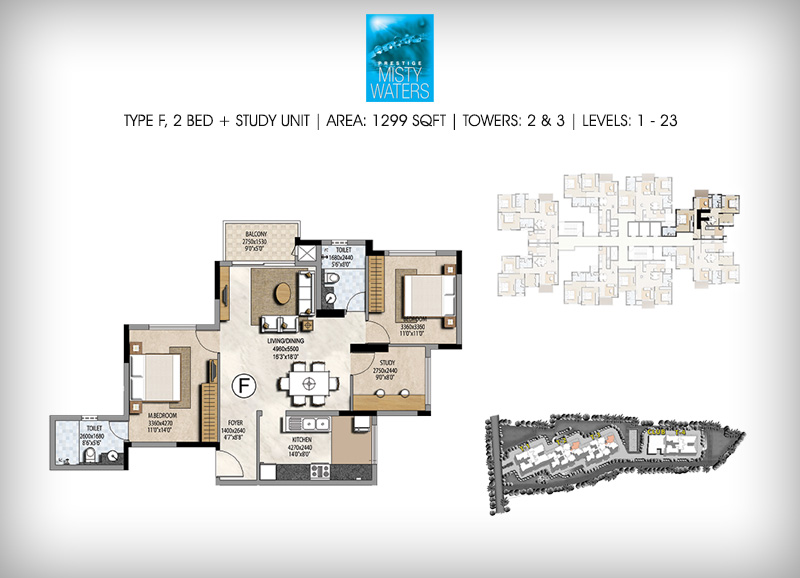 PRESTIGE
MISTY
WATERS
TYPE F, 2 BED + STUDY UNIT | AREA: 1299 SQFT | TOWERS: 2 & 3 | LEVELS: 1 - 23
BALCONY
2750x1530
9'0"x5'0"
TOILET
1680x2440
5'6"x8'0"
BEDROOM
3360x3360
11'0"x11'0"
LIVING/DINING
4960x5500
16'3"x18'0"
STUDY
2750x2440
9'0"x8'0"
F
M.BEDROOM
3360x4270
11'0"x14'0"
TOILET
2600x1680
8'6"x5'6"
FOYER
1400x2640
4'7"x8'8"
KITCHEN
4270x2440
14'0"x8'0"
F